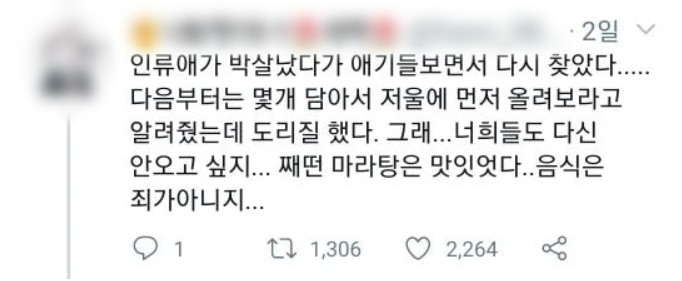 · 2일
인류애가 박살났다가 애기들보면서 다시 찾았다.....
다음부터는 몇개 담아서 저울에 먼저 올려보라고
알려줬는데 도리질 했다. 그래...너희들도 다신
안오고 싶지... 째떤 마라탕은 맛잇엇다..음식은
죄가아니지...
1 1,306 2,264